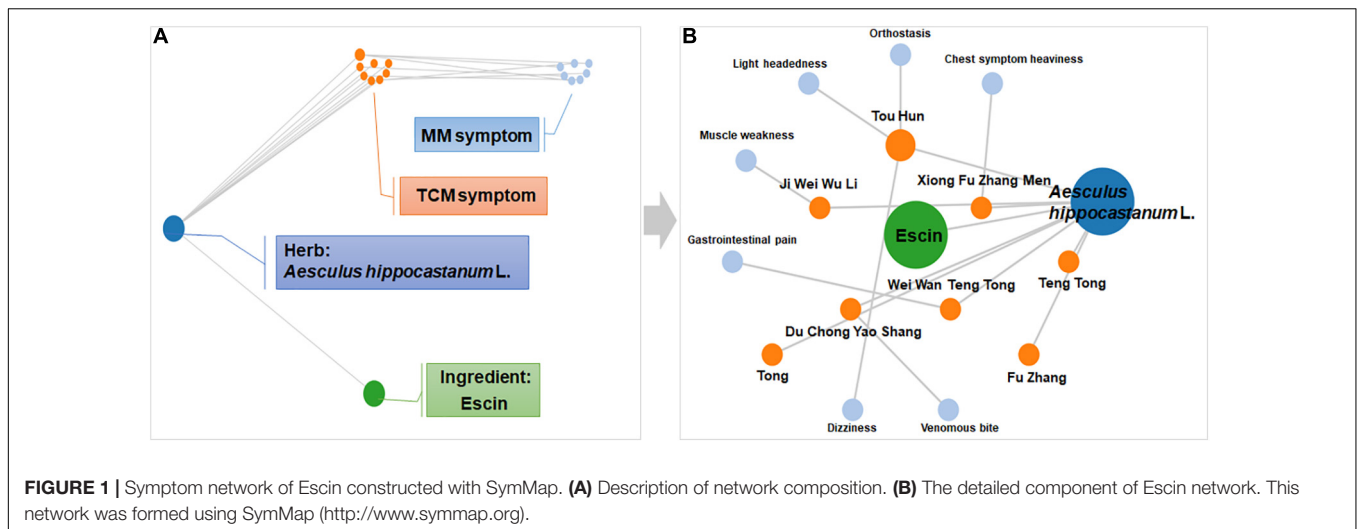 A
MM symptom
TCM symptom
Herb:
Aesculus hippocastanum L.
Ingredient:
Escin
B
Orthostasis
Light headedness
Chest symptom heaviness
Tou Hun
Muscle weakness
Ji Wei Wu Li
Xiong Fu Zhang Men
Aesculus
hippocastanum L.
Escin
Gastrointestinal pain
Wei Wan Teng Tong
Teng Tong
Du Chong Yao Shang
Tong
Fu Zhang
Dizziness
Venomous bite
FIGURE 1 | Symptom network of Escin constructed with SymMap. (A) Description of network composition. (B) The detailed component of Escin network. This
network was formed using SymMap (http://www.symmap.org).